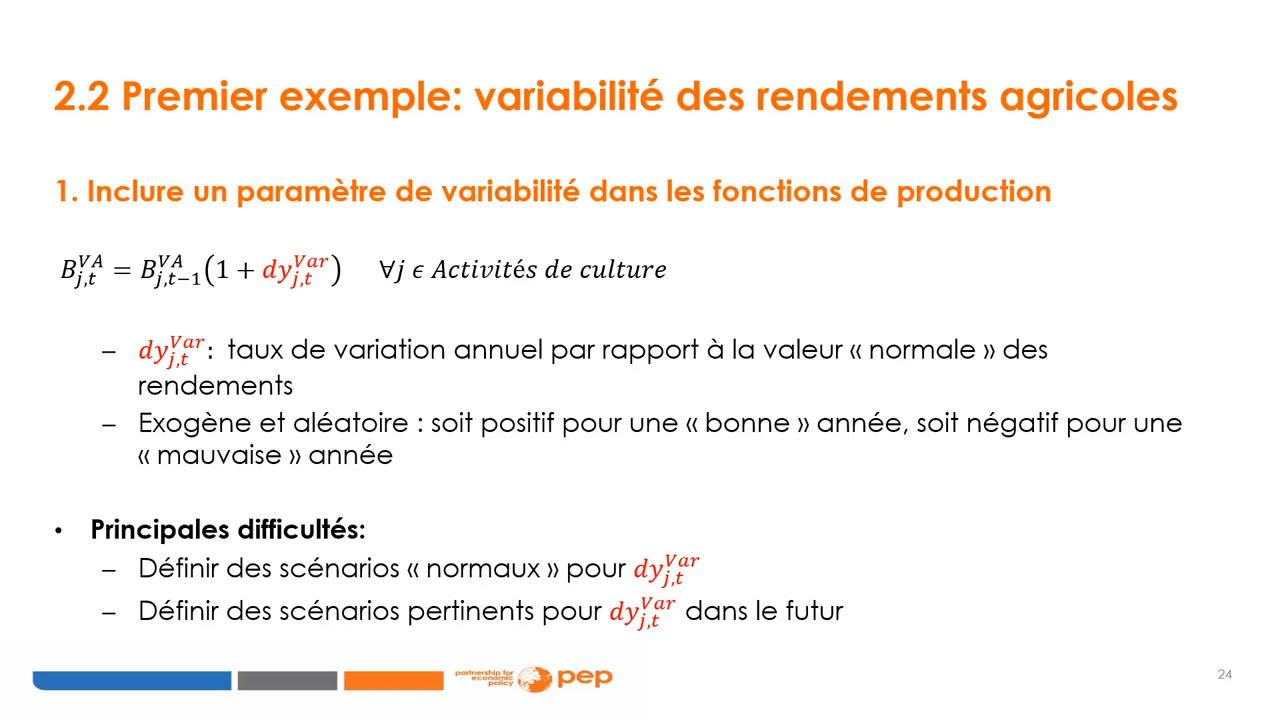 2.2 Premier exemple: variabilité des rendements agricoles
1. Inclure un paramètre de variabilité dans les fonctions de production
$B_{j,t}^{VA} = B_{j,t-1}^{VA}\left(1 + dy_{j,t}^{Var}\right)$ ∀j ϵ Activités de culture
– $dy_{j,t}^{Var}$: taux de variation annuel par rapport à la valeur « normale » des
rendements
– Exogène et aléatoire : soit positif pour une « bonne » année, soit négatif pour une
« mauvaise » année
• Principales difficultés:
– Définir des scénarios « normaux » pour $dy_{j,t}^{Var}$
– Définir des scénarios pertinents pour $dy_{j,t}^{Var}$ dans le futur
partnership for
economic
policy
pep
24